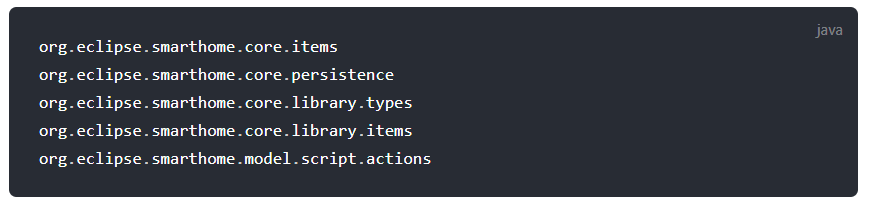 java
org.eclipse.smarthome.core.items
org.eclipse.smarthome.core.persistence
org.eclipse.smarthome.core.library.types
org.eclipse.smarthome.core.library.items
org.eclipse.smarthome.model.script.actions